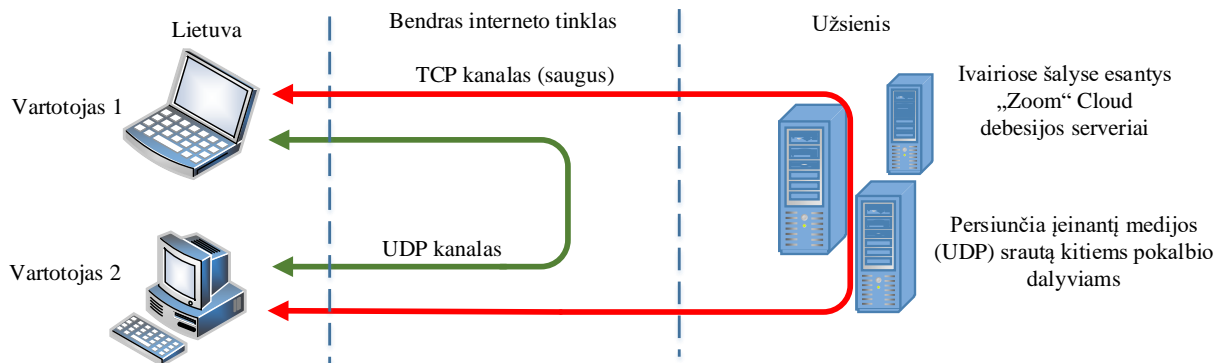 Lietuva
Bendras interneto tinklas
Užsienis
TCP kanalas (saugus)
Vartotojas 1
Ivairiose šalyse esantys
„Zoom“ Cloud
debesijos serveriai
UDP kanalas
Vartotojas 2
Persiunčia įeinantį medijos
(UDP) srautą kitiems pokalbio
dalyviams